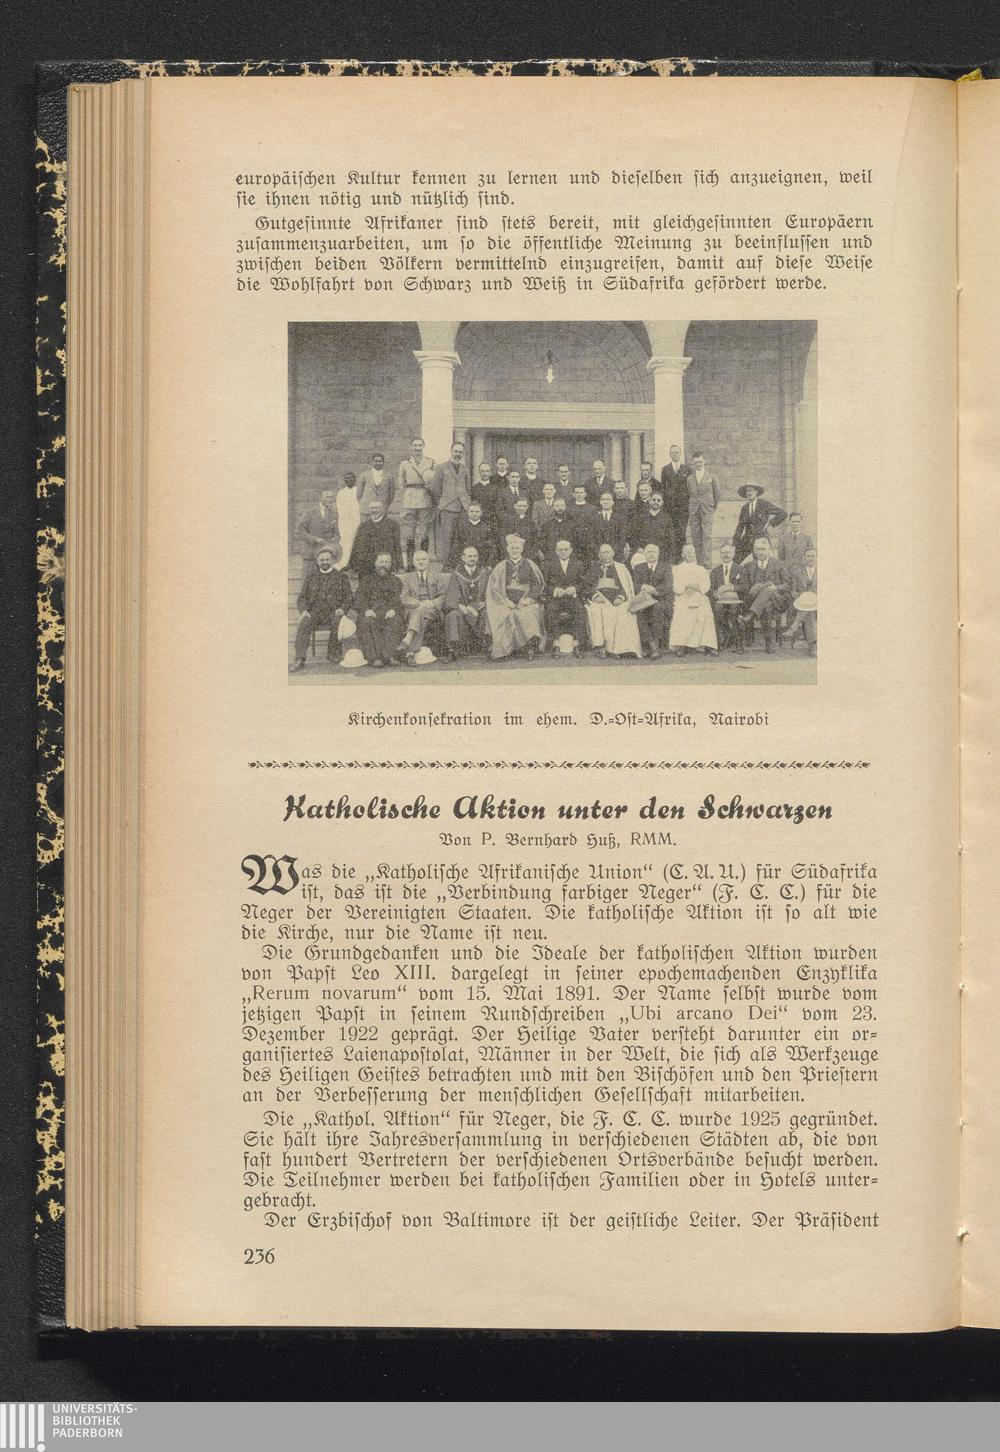 europäischen Kultur kennen zu lernen und dieselben sich anzueignen, weil
sie ihnen nötig und nützlich sind.
Gutgesinnte Afrikaner sind stets bereit, mit gleichgesinnten Europäern
zusammenzuarbeiten, um so die öffentliche Meinung zu beeinflussen und
zwischen beiden Völkern vermittelnd einzugreifen, damit auf diese Weise
die Wohlfahrt von Schwarz und Weiß in Südafrika gefördert werde.
Kirchenkonsekration im ehem. D.-Ost-Afrika, Nairobi
Katholische Aktion unter den Schwarzen
Von P. Bernhard Huß, RMM.
Was die „Katholische Afrikanische Union“ (C. A. U.) für Südafrika
ist, das ist die „Verbindung farbiger Neger“ (F. C. C.) für die
Neger der Vereinigten Staaten. Die katholische Aktion ist so alt wie
die Kirche, nur die Name ist neu.
Die Grundgedanken und die Ideale der katholischen Aktion wurden
von Papst Leo XIII. dargelegt in seiner epochemachenden Enzyklika
„Rerum novarum“ vom 15. Mai 1891. Der Name selbst wurde vom
jetzigen Papst in seinem Rundschreiben „Ubi arcano Dei“ vom 23.
Dezember 1922 geprägt. Der Heilige Vater versteht darunter ein or-
ganisiertes Laienapostolat, Männer in der Welt, die sich als Werkzeuge
des Heiligen Geistes betrachten und mit den Bischöfen und den Priestern
an der Verbesserung der menschlichen Gesellschaft mitarbeiten.
Die „Kathol. Aktion“ für Neger, die F. C. C. wurde 1925 gegründet.
Sie hält ihre Jahresversammlung in verschiedenen Städten ab, die von
fast hundert Vertretern der verschiedenen Ortsverbände besucht werden.
Die Teilnehmer werden bei katholischen Familien oder in Hotels unter-
gebracht.
Der Erzbischof von Baltimore ist der geistliche Leiter. Der Präsident
236
UNIVERSITÄTS-
BIBLIOTHEK
PADERBORN